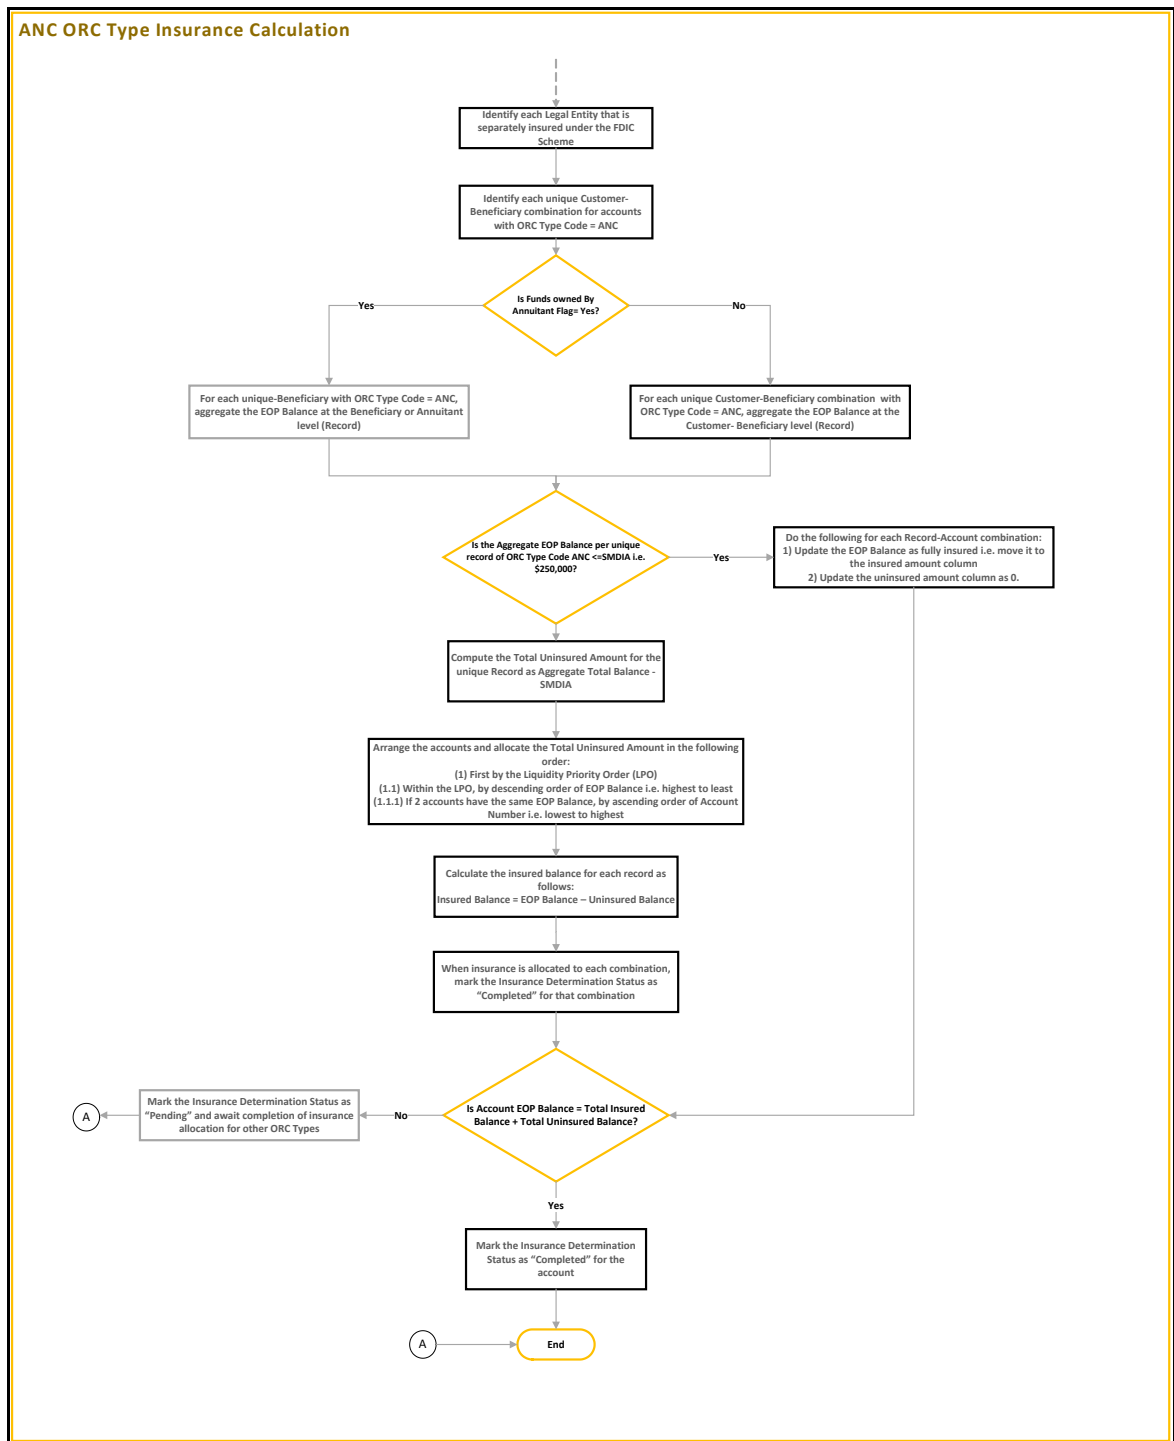 ANC ORC Type Insurance Calculation
Identify each Legal Entity that is
separately insured under the FDIC
Scheme
Identify each unique Customer-
Beneficiary combination for accounts
with ORC Type Code = ANC
Is Funds owned By
Annuitant Flag= Yes?
Yes
No
For each unique-Beneficiary with ORC Type Code = ANC,
aggregate the EOP Balance at the Beneficiary or Annuitant
level (Record)
For each unique Customer-Beneficiary combination with
ORC Type Code = ANC, aggregate the EOP Balance at the
Customer- Beneficiary level (Record)
Is the Aggregate EOP Balance per unique
record of ORC Type Code ANC <=SMDIA i.e.
$250,000?
Yes
Do the following for each Record-Account combination:
1) Update the EOP Balance as fully insured i.e. move it to
the insured amount column
2) Update the uninsured amount column as 0.
Compute the Total Uninsured Amount for the
unique Record as Aggregate Total Balance -
SMDIA
Arrange the accounts and allocate the Total Uninsured Amount in the following
order:
(1) First by the Liquidity Priority Order (LPO)
(1.1) Within the LPO, by descending order of EOP Balance i.e. highest to least
(1.1.1) If 2 accounts have the same EOP Balance, by ascending order of Account
Number i.e. lowest to highest
Calculate the insured balance for each record as
follows:
Insured Balance = EOP Balance – Uninsured Balance
When insurance is allocated to each combination,
mark the Insurance Determination Status as
“Completed” for that combination
Is Account EOP Balance = Total Insured
Balance + Total Uninsured Balance?
No
Mark the Insurance Determination Status as
“Pending” and await completion of insurance
allocation for other ORC Types
A
Yes
Mark the Insurance Determination
Status as “Completed” for the
account
A
End